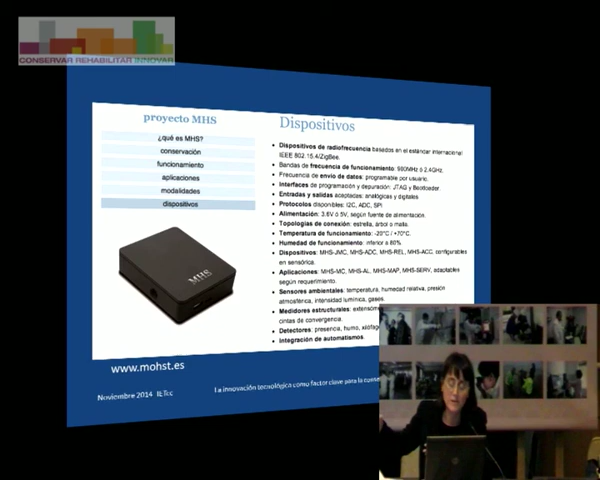 CONSERVAR REHABILITAR INNOVAR
proyecto MHS
¿qué es MHS?
conservación
funcionamiento
aplicaciones
modalidades
dispositivos
MHS
Dispositivos
Dispositivos de radiofrecuencia basados en el estándar internacional
IEEE 802.15.4/ZigBee.
Bandas de frecuencia de funcionamiento: 900MHz ó 2.4GHz.
Frecuencia de envío de datos: programable por usuario.
Interfaces de programación y depuración: JTAG y Bootloader.
Entradas y salidas aceptadas: analógicas y digitales.
Protocolos disponibles: I2C, ADC, SPI.
Alimentación: 3.6V ó 5V, según fuente de alimentación.
Topologías de conexión: estrella, árbol o malla.
Temperatura de funcionamiento: -20°C / +70°C.
Humedad de funcionamiento: inferior a 80%
Dispositivos: MHS-JMC, MHS-ADC, MHS-REL, MHS-ACC, configurables
en sensórica.
Aplicaciones: MHS-MC, MHS-AL, MHS-MAP, MHS-SERV, adaptables
según requerimiento.
Sensores ambientales: temperatura, humedad relativa, presión
atmosférica, intensidad lumínica, gases.
Medidores estructurales:
cintas de convergencia.
Detectores: presencia, humo,
Integración de automatismos.
www.mohst.es
Noviembre 2014 IETcc
La innovación tecnológica como factor clave para la